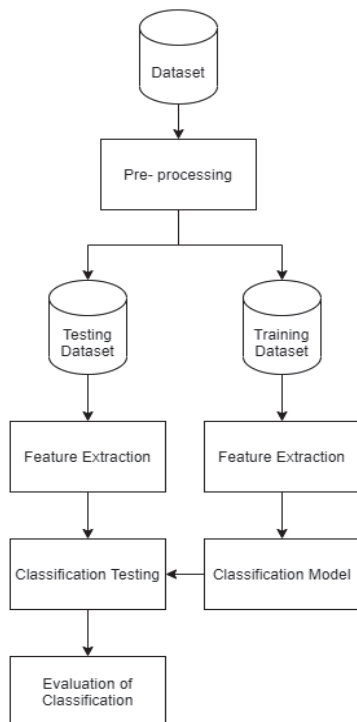 Dataset
Pre- processing
Testing
Dataset
Training
Dataset
Feature Extraction
Feature Extraction
Classification Testing
Classification Model
Evaluation of
Classification